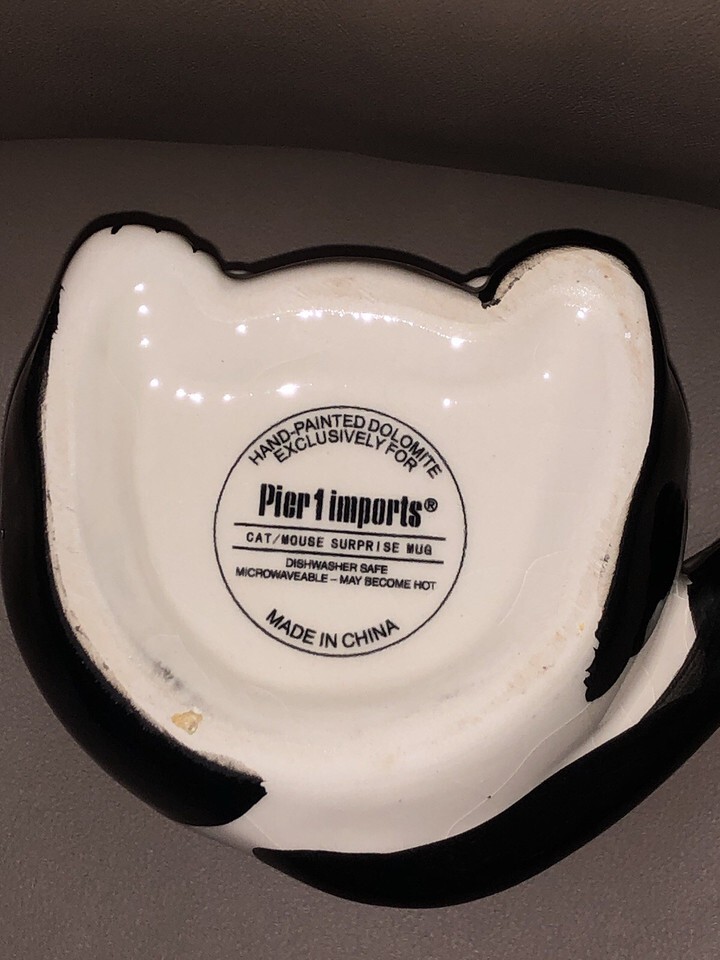 HAND-PAINTED DOLOMITE
EXCLUSIVELY FOR
Pier 1 imports®
CAT/MOUSE SURPRISE MUG
DISHWASHER SAFE
MICROWAVEABLE – MAY BECOME HOT
MADE IN CHINA